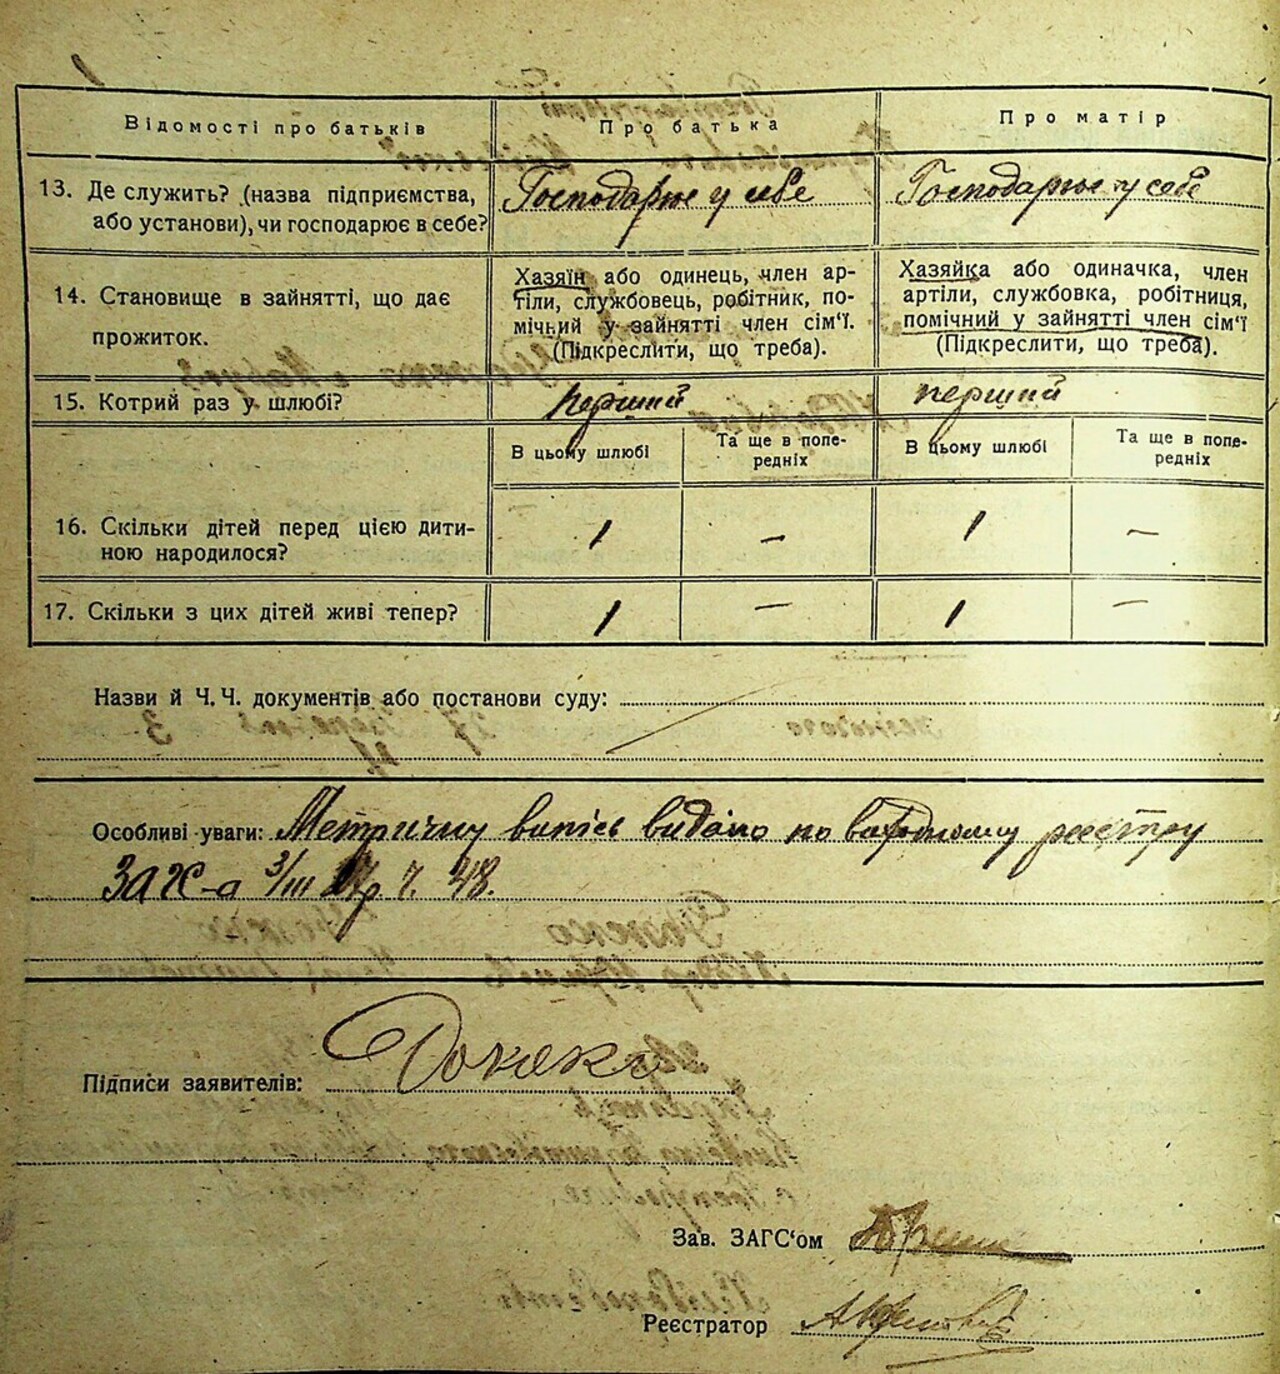 Відомості про батьків
Про батька
Про матір
13. Де служить? (назва підприємства,
або установи), чи господарює в себе?
Господарює у себе
Господарює у себе
14. Становище в зайнятті, що дає
прожиток.
Хазяїн або одинець, член ар-
тіли, службовець, робітник, по-
мічний у зайнятті член сім'ї.
(Підкреслити, що треба).
Хазяйка або одиначка, член
артіли, службовка, робітниця,
помічний у зайнятті член сім'ї
(Підкреслити, що треба).
15. Котрий раз у шлюбі?
перший
перший
В цьому шлюбі
Та ще в попе-
редніх
В цьому шлюбі
Та ще в попе-
редніх
16. Скільки дітей перед цією дити-
ною народилося?
1
—
1
—
17. Скільки з цих дітей живі тепер?
1
—
1
—
Назви й Ч. Ч. документів або постанови суду:
Особливі уваги: Метричну випісь видано по реєстру
ЗАГС-а 3/III 27р. ч. 48.
Підписи заявителів:
Зав. ЗАГС'ом
Реєстратор